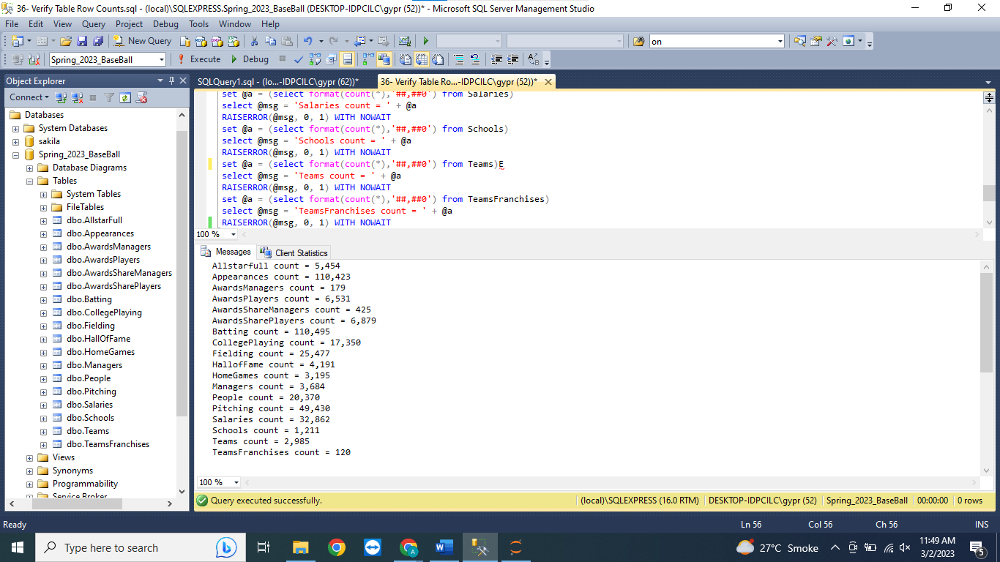 36- Verify Table Row Counts.sql - (local)\SQLEXPRESS.Spring_2023_BaseBall (DESKTOP-IDPCILC\gypr (52))* - Microsoft SQL Server Management Studio
File Edit View Query Project Debug Tools Window Help
New Query on
Spring_2023_BaseBall Execute Debug
Object Explorer
Connect
Databases
System Databases
sakila
Spring_2023_BaseBall
Database Diagrams
Tables
System Tables
FileTables
dbo.AllstarFull
dbo.Appearances
dbo.AwardsManagers
dbo.AwardsPlayers
dbo.AwardsShareManagers
dbo.AwardsSharePlayers
dbo.Batting
dbo.CollegePlaying
dbo.Fielding
dbo.HallOfFame
dbo.HomeGames
dbo.Managers
dbo.People
dbo.Pitching
dbo.Salaries
dbo.Schools
dbo.Teams
dbo.TeamsFranchises
Views
Synonyms
Programmability
Service Broker
SQLQuery1.sql - (lo...-IDPCILC\gypr (62))*
36- Verify Table Ro...-IDPCILC\gypr (52))*
set @a = (select format(count(*),'##,##0') from Salaries)
select @msg = 'Salaries count = ' + @a
RAISERROR(@msg, 0, 1) WITH NOWAIT
set @a = (select format(count(*),'##,##0') from Schools)
select @msg = 'Schools count = ' + @a
RAISERROR(@msg, 0, 1) WITH NOWAIT
set @a = (select format(count(*),'##,##0') from Teams)E
select @msg = 'Teams count = ' + @a
RAISERROR(@msg, 0, 1) WITH NOWAIT
set @a = (select format(count(*),'##,##0') from TeamsFranchises)
select @msg = 'TeamsFranchises count = ' + @a
RAISERROR(@msg, 0, 1) WITH NOWAIT
100 %
Messages Client Statistics
Allstarfull count = 5,454
Appearances count = 110,423
AwardsManagers count = 179
AwardsPlayers count = 6,531
AwardsShareManagers count = 425
AwardsSharePlayers count = 6,879
Batting count = 110,495
CollegePlaying count = 17,350
Fielding count = 25,477
HallofFame count = 4,191
HomeGames count = 3,195
Managers count = 3,684
People count = 20,370
Pitching count = 49,430
Salaries count = 32,862
Schools count = 1,211
Teams count = 2,985
TeamsFranchises count = 120
100 %
Query executed successfully. (local)\SQLEXPRESS (16.0 RTM) DESKTOP-IDPCILC\gypr (52) Spring_2023_BaseBall 00:00:00 0 rows
Ready Ln 56 Col 56 Ch 56 INS
Type here to search 27°C Smoke 11:49 AM
3/2/2023 5